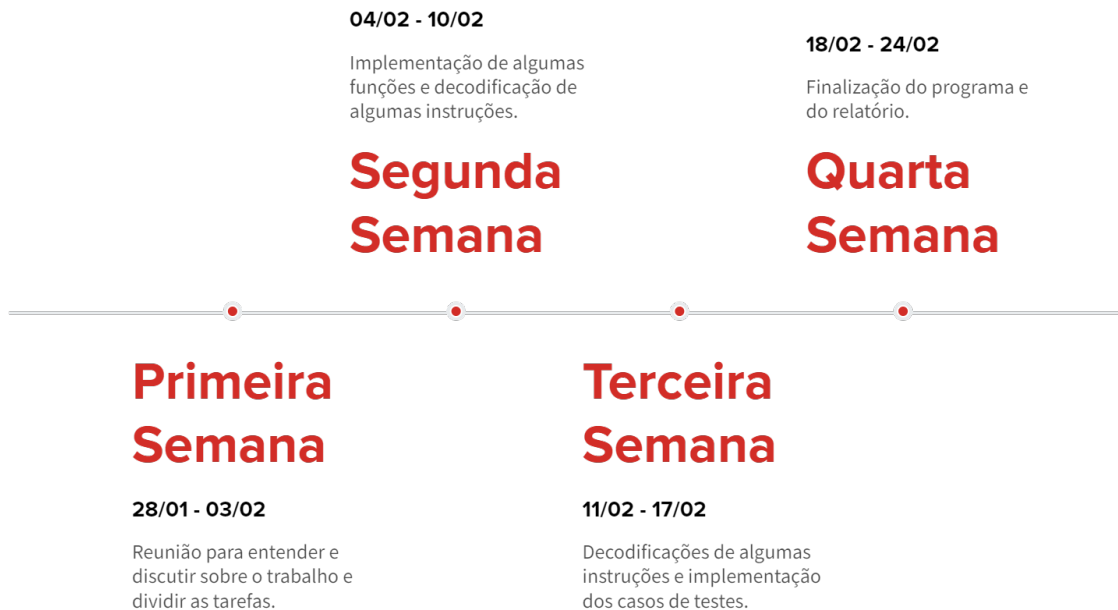 04/02 - 10/02
Implementação de algumas
funções e decodificação de
algumas instruções.
Segunda
Semana
18/02 - 24/02
Finalização do programa e
do relatório.
Quarta
Semana
Primeira
Semana
28/01 - 03/02
Reunião para entender e
discutir sobre o trabalho e
dividir as tarefas.
Terceira
Semana
11/02 - 17/02
Decodificações de algumas
instruções e implementação
dos casos de testes.